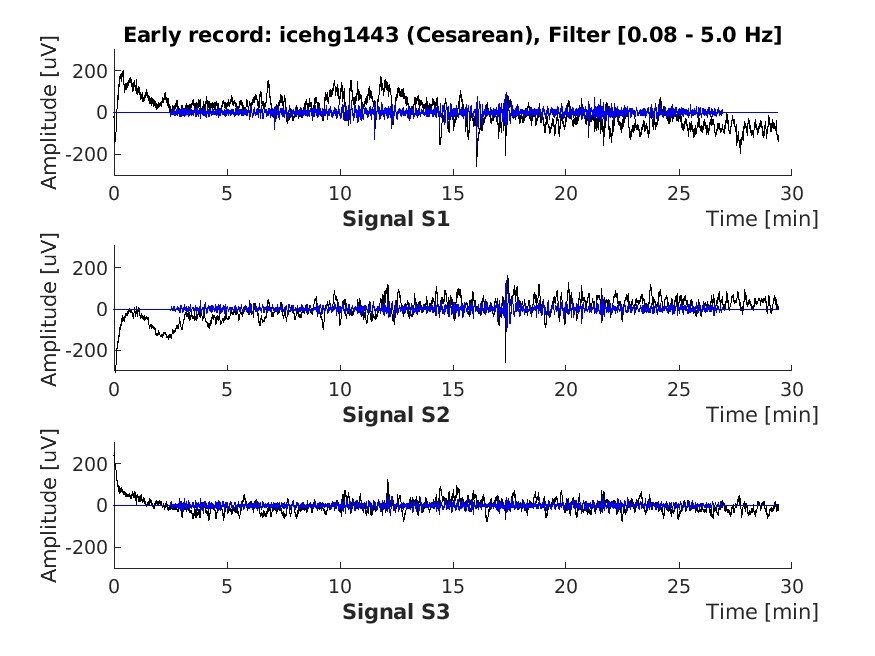 Early record: icehg1443 (Cesarean), Filter [0.08 - 5.0 Hz]
Amplitude [uV]
200
0
-200
0 5 10 15 20 25 30
Signal S1 Time [min]
Amplitude [uV]
200
0
-200
0 5 10 15 20 25 30
Signal S2 Time [min]
Amplitude [uV]
200
0
-200
0 5 10 15 20 25 30
Signal S3 Time [min]